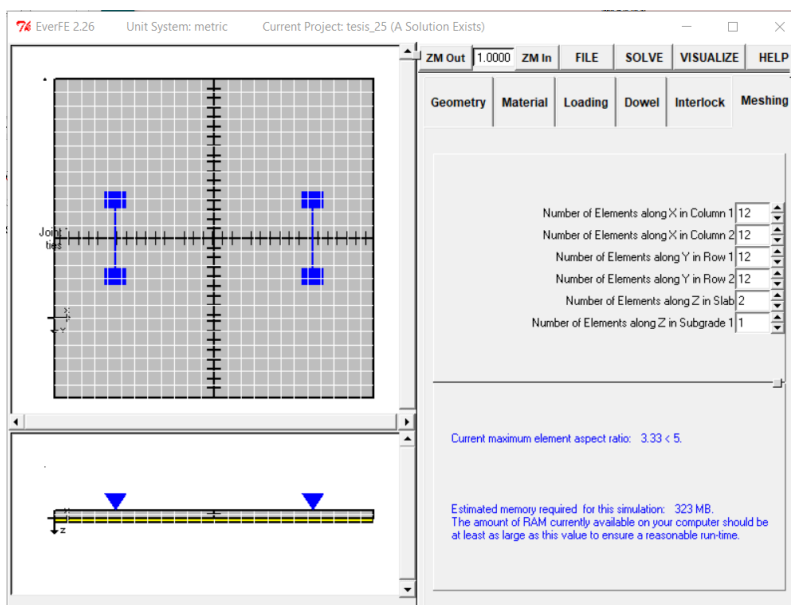 EverFE 2.26 Unit System: metric Current Project: tesis_25 (A Solution Exists)
ZM Out 1.0000 ZM In FILE SOLVE VISUALIZE HELP
Geometry Material Loading Dowel Interlock Meshing
Number of Elements along X in Column 1 12
Number of Elements along X in Column 2 12
Number of Elements along Y in Row 1 12
Number of Elements along Y in Row 2 12
Number of Elements along Z in Slab 2
Number of Elements along Z in Subgrade 1 1
Joint
ties
X
Y
Current maximum element aspect ratio: 3.33 < 5.
Estimated memory required for this simulation: 323 MB.
The amount of RAM currently available on your computer should be
at least as large as this value to ensure a reasonable run-time.
X
Z